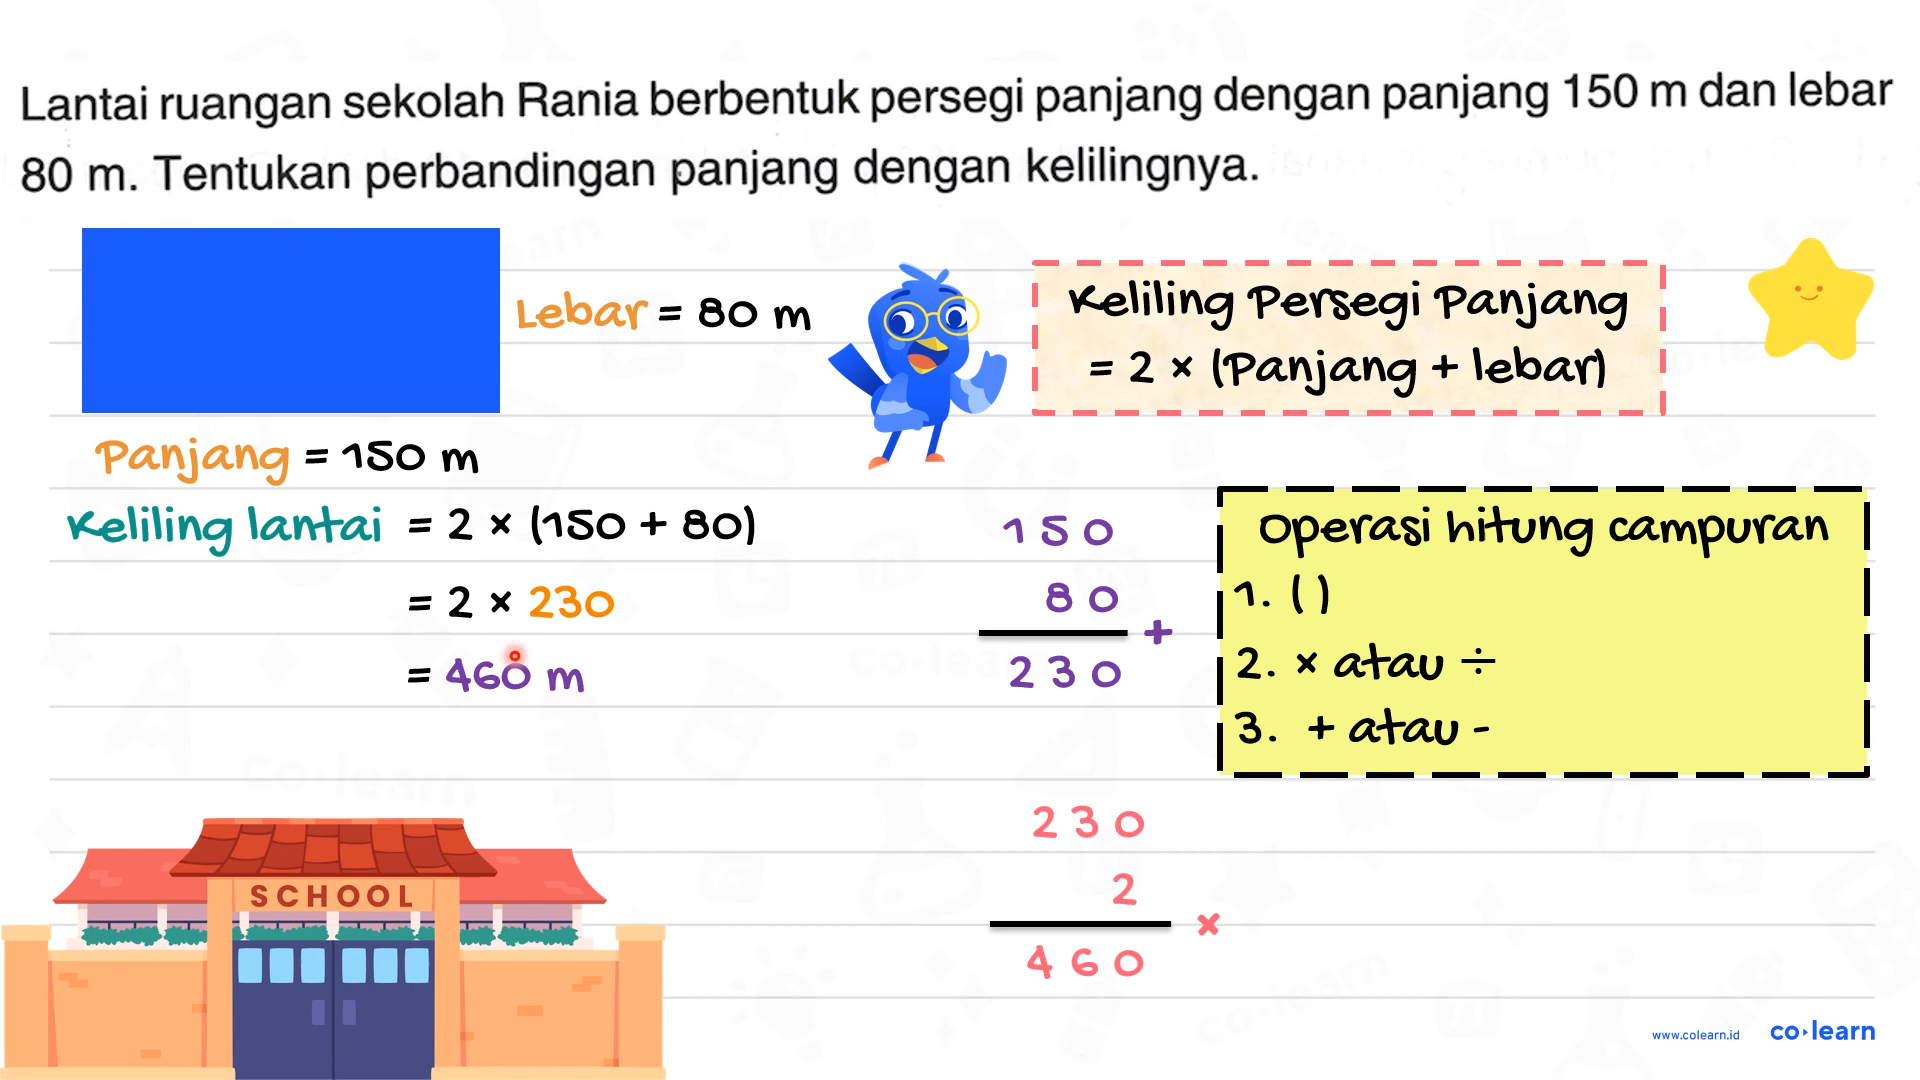 Lantai ruangan sekolah Rania berbentuk persegi panjang dengan panjang 150 m dan lebar
80 m. Tentukan perbandingan panjang dengan kelilingnya.
Lebar = 80 m
Keliling Persegi Panjang
= 2 × (Panjang + lebar)
Panjang = 150 m
Keliling lantai = 2 × (150 + 80)
= 2 × 230
= 460 m
150
80
+
230
Operasi hitung campuran
1. ( )
2. × atau ÷
3. + atau -
230
2
×
460
SCHOOL
www.colearn.id
co·learn